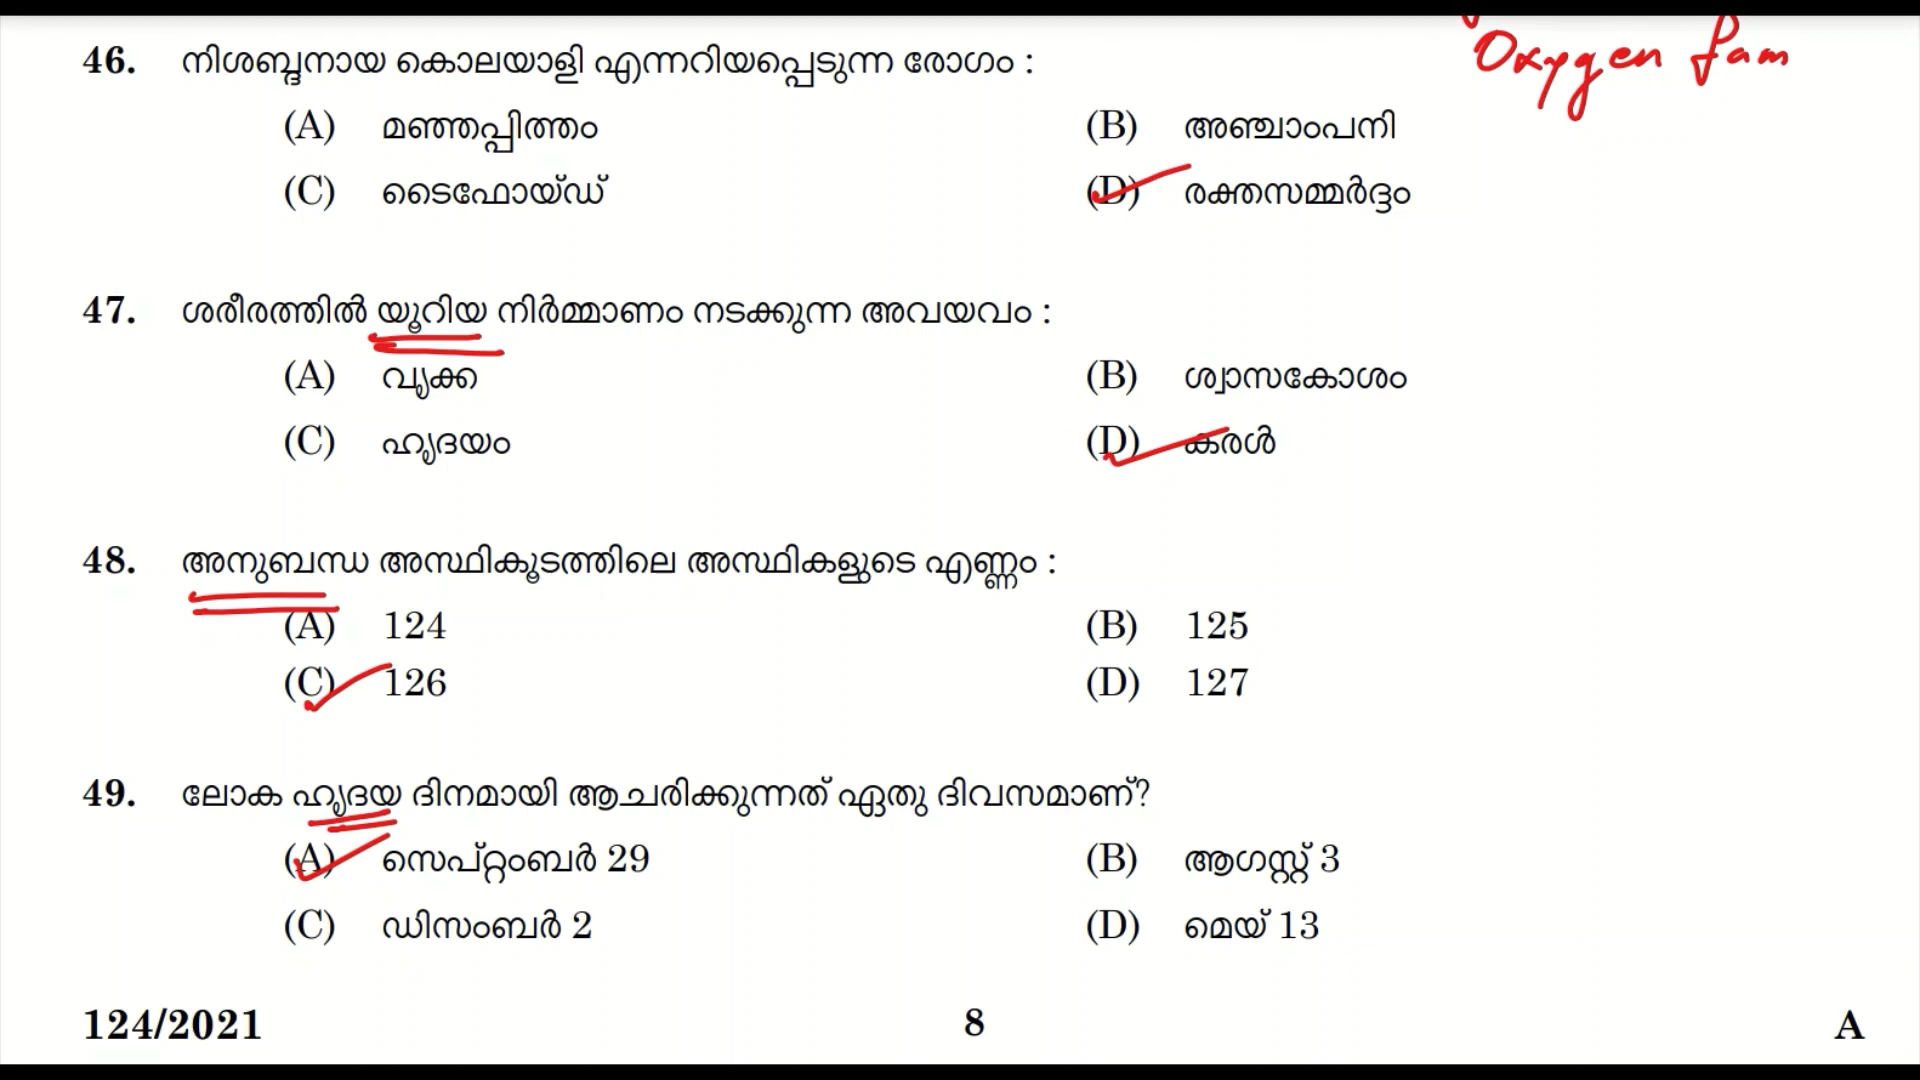 Oxygen fam
46. നിശബ്ദനായ കൊലയാളി എന്നറിയപ്പെടുന്ന രോഗം :
(A) മഞ്ഞപ്പിത്തം (B) അഞ്ചാംപനി
(C) ടൈഫോയ്ഡ് (D) രക്തസമ്മർദ്ദം
47. ശരീരത്തിൽ യൂറിയ നിർമ്മാണം നടക്കുന്ന അവയവം :
(A) വൃക്ക (B) ശ്വാസകോശം
(C) ഹൃദയം (D) കരൾ
48. അനുബന്ധ അസ്ഥികൂടത്തിലെ അസ്ഥികളുടെ എണ്ണം :
(A) 124 (B) 125
(C) 126 (D) 127
49. ലോക ഹൃദയ ദിനമായി ആചരിക്കുന്നത് ഏതു ദിവസമാണ്?
(A) സെപ്റ്റംബർ 29 (B) ആഗസ്റ്റ് 3
(C) ഡിസംബർ 2 (D) മെയ് 13
124/2021 8 A